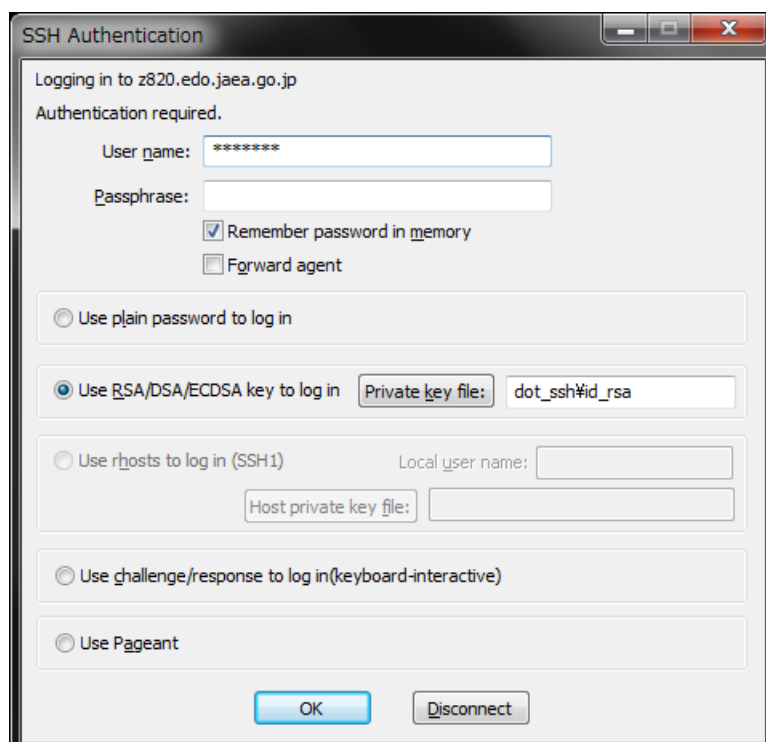 SSH Authentication
Logging in to z820.edo.jaea.go.jp
Authentication required.
User name: *******
Passphrase:
Remember password in memory
Forward agent
Use plain password to log in
Use RSA/DSA/ECDSA key to log in Private key file: dot_ssh¥id_rsa
Use rhosts to log in (SSH1) Local user name:
Host private key file:
Use challenge/response to log in(keyboard-interactive)
Use Pageant
OK Disconnect